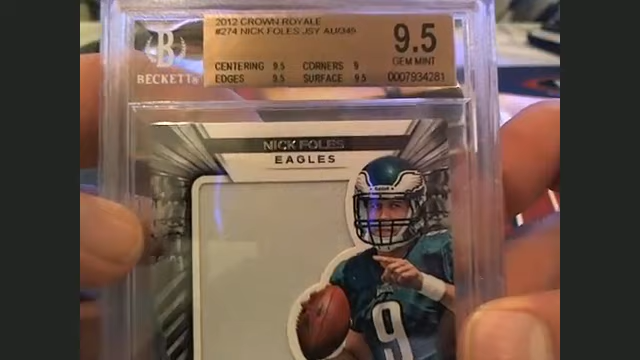 2012 CROWN ROYALE
#274 NICK FOLES JSY AU/349
9.5
GEM MINT
CENTERING 9.5 CORNERS 9
EDGES 9.5 SURFACE 9.5
0007934281
B
BECKETT
NICK FOLES
EAGLES
9